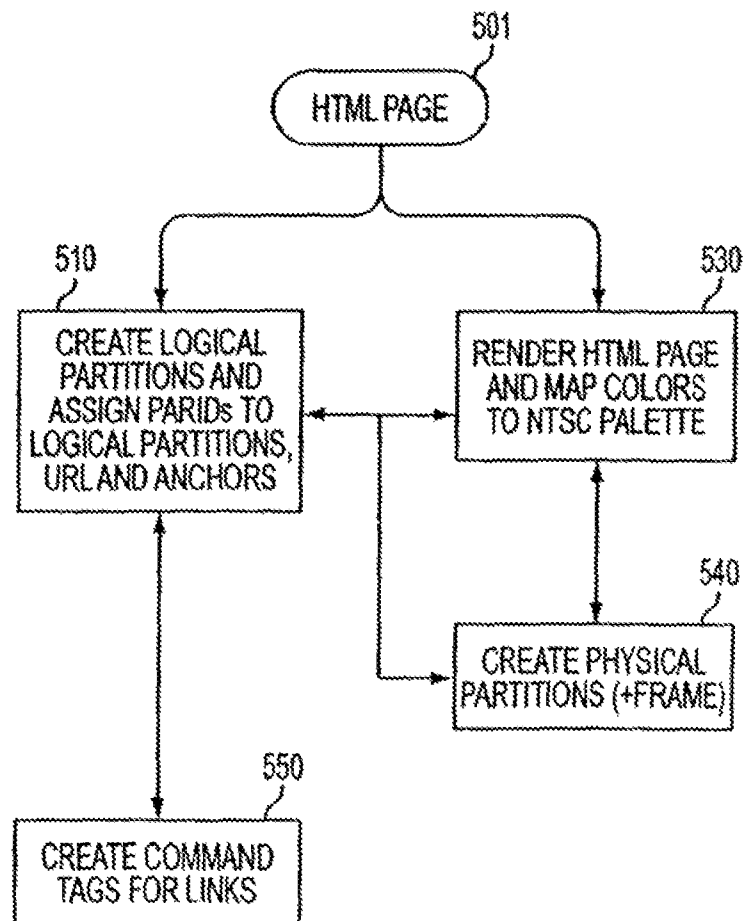 501
HTML PAGE
510
CREATE LOGICAL
PARTITIONS AND
ASSIGN PARIDs TO
LOGICAL PARTITIONS,
URL AND ANCHORS
530
RENDER HTML PAGE
AND MAP COLORS
TO NTSC PALETTE
540
CREATE PHYSICAL
PARTITIONS (+FRAME)
550
CREATE COMMAND
TAGS FOR LINKS